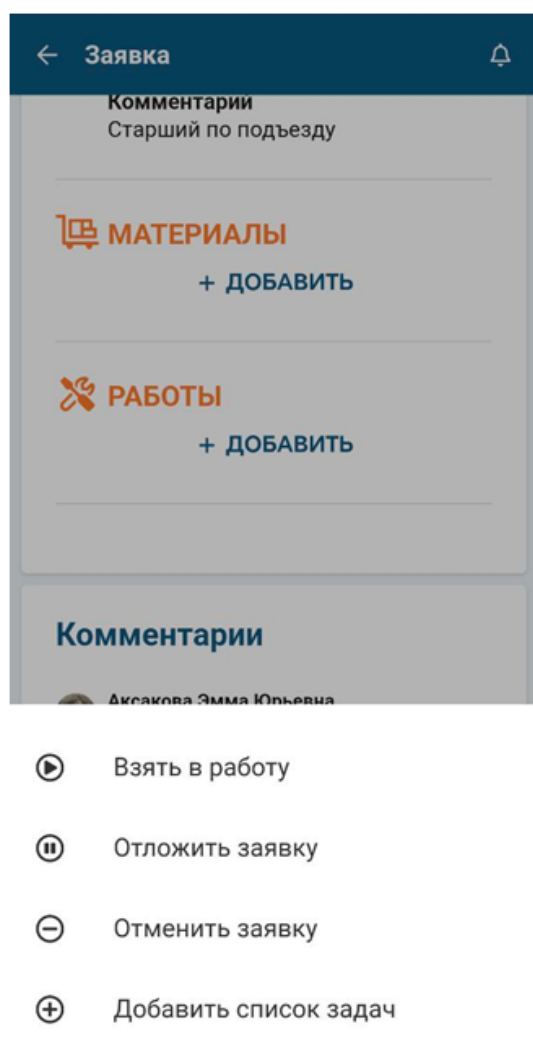 Заявка
Комментарий
Старший по подъезду
МАТЕРИАЛЫ
+ ДОБАВИТЬ
РАБОТЫ
+ ДОБАВИТЬ
Комментарии
Аксакова Эмма Юрьевна
Взять в работу
Отложить заявку
Отменить заявку
Добавить список задач